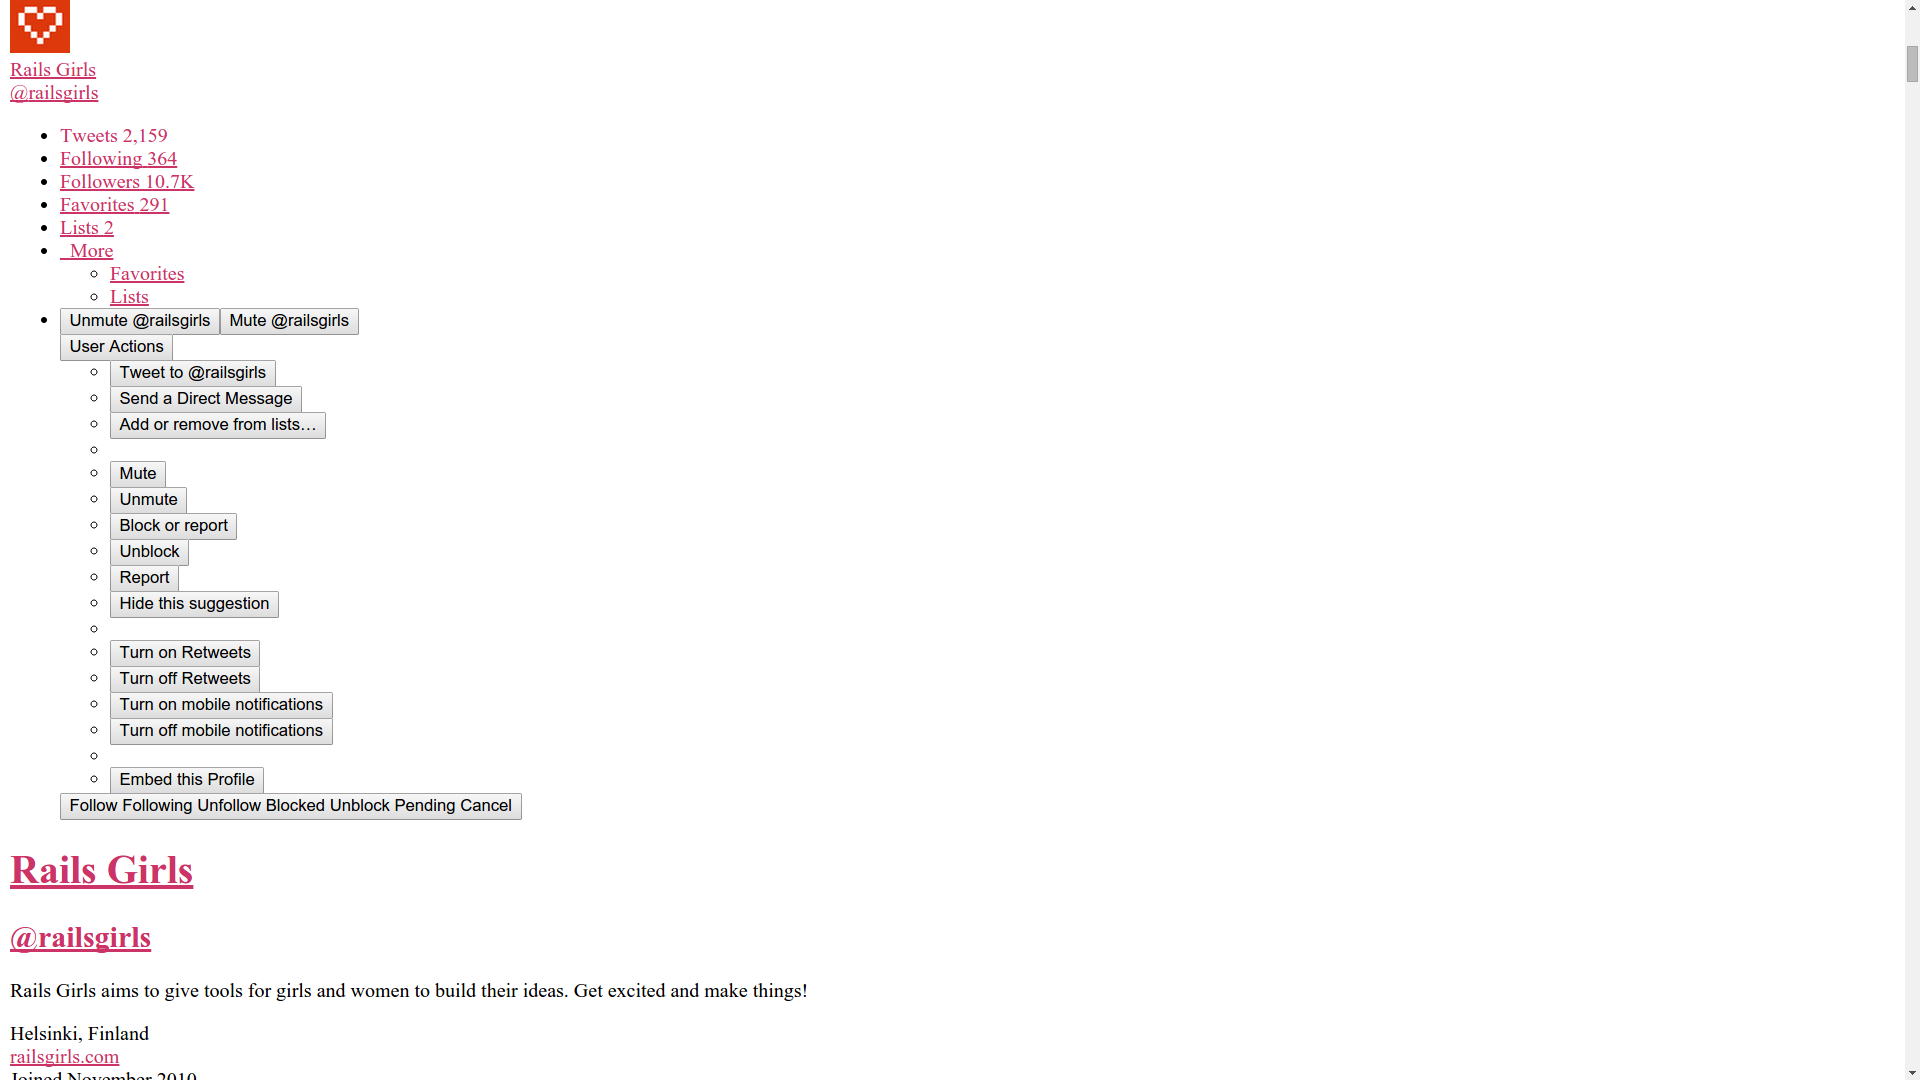 Rails Girls
@railsgirls
Tweets 2,159
Following 364
Followers 10.7K
Favorites 291
Lists 2
More
Favorites
Lists
Unmute @railsgirls Mute @railsgirls
User Actions
Tweet to @railsgirls
Send a Direct Message
Add or remove from lists…
Mute
Unmute
Block or report
Unblock
Report
Hide this suggestion
Turn on Retweets
Turn off Retweets
Turn on mobile notifications
Turn off mobile notifications
Embed this Profile
Follow Following Unfollow Blocked Unblock Pending Cancel
Rails Girls
@railsgirls
Rails Girls aims to give tools for girls and women to build their ideas. Get excited and make things!
Helsinki, Finland
railsgirls.com
Joined November 2010